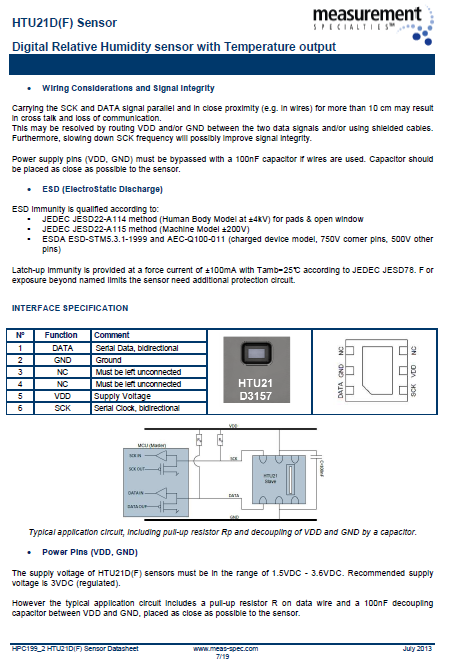 HTU21D(F) Sensor
measurement
SPECIALTIES™
Digital Relative Humidity sensor with Temperature output
• Wiring Considerations and Signal Integrity
Carrying the SCK and DATA signal parallel and in close proximity (e.g. in wires) for more than 10 cm may result
in cross talk and loss of communication.
This may be resolved by routing VDD and/or GND between the two data signals and/or using shielded cables.
Furthermore, slowing down SCK frequency will possibly improve signal integrity.
Power supply pins (VDD, GND) must be bypassed with a 100nF capacitor if wires are used. Capacitor should
be placed as close as possible to the sensor.
• ESD (ElectroStatic Discharge)
ESD immunity is qualified according to:
• JEDEC JESD22-A114 method (Human Body Model at ±4kV) for pads & open window
• JEDEC JESD22-A115 method (Machine Model ±200V)
• ESDA ESD-STM5.3.1-1999 and AEC-Q100-011 (charged device model, 750V corner pins, 500V other
pins)
Latch-up immunity is provided at a force current of ±100mA with Tamb=25°C according to JEDEC JESD78. For
exposure beyond named limits the sensor need additional protection circuit.
INTERFACE SPECIFICATION
N° Function Comment
1 DATA Serial Data, bidirectional
2 GND Ground
3 NC Must be left unconnected
4 NC Must be left unconnected
5 VDD Supply Voltage
6 SCK Serial Clock, bidirectional
HTU21
D3157
NC NC
GND VDD
DATA SCK
VDD
MCU (Master)
SCK IN
SCK
SCK OUT
HTU21
Slave
C=100nF
DATA IN
DATA
DATA OUT
GND
Typical application circuit, including pull-up resistor Rp and decoupling of VDD and GND by a capacitor.
• Power Pins (VDD, GND)
The supply voltage of HTU21D(F) sensors must be in the range of 1.5VDC - 3.6VDC. Recommended supply
voltage is 3VDC (regulated).
However the typical application circuit includes a pull-up resistor R on data wire and a 100nF decoupling
capacitor between VDD and GND, placed as close as possible to the sensor.
HPC199_2 HTU21D(F) Sensor Datasheet www.meas-spec.com July 2013
7/19